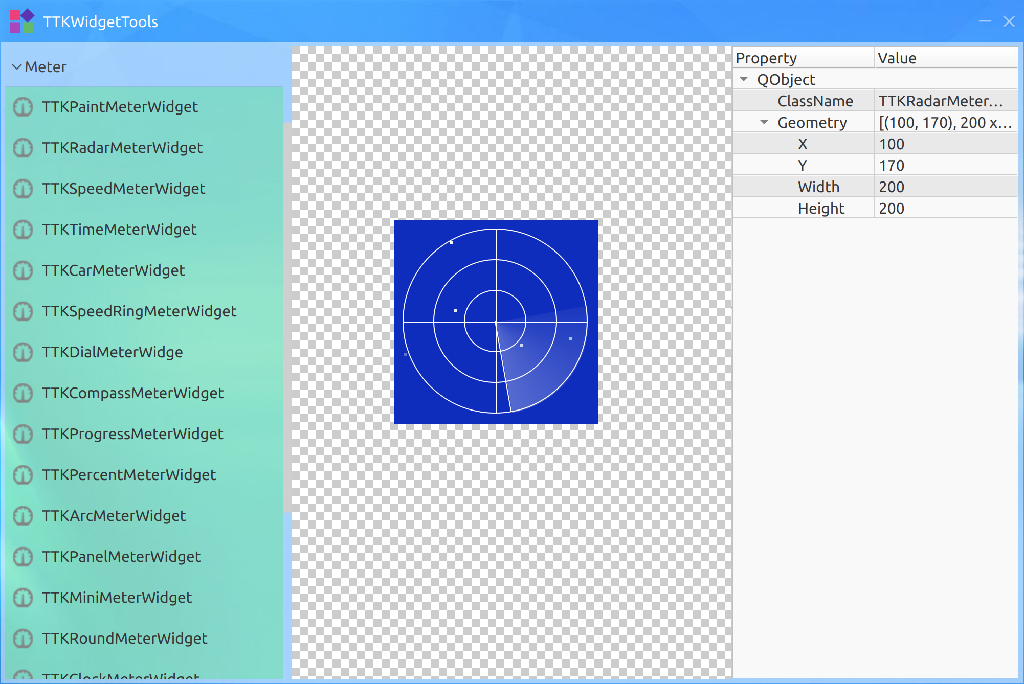 TTKWidgetTools
Meter
TTKPaintMeterWidget
TTKRadarMeterWidget
TTKSpeedMeterWidget
TTKTimeMeterWidget
TTKCarMeterWidget
TTKSpeedRingMeterWidget
TTKDialMeterWidge
TTKCompassMeterWidget
TTKProgressMeterWidget
TTKPercentMeterWidget
TTKArcMeterWidget
TTKPanelMeterWidget
TTKMiniMeterWidget
TTKRoundMeterWidget
TTKClockMeterWidget
Property Value
QObject
ClassName TTKRadarMeter...
Geometry [(100, 170), 200 x...
X 100
Y 170
Width 200
Height 200